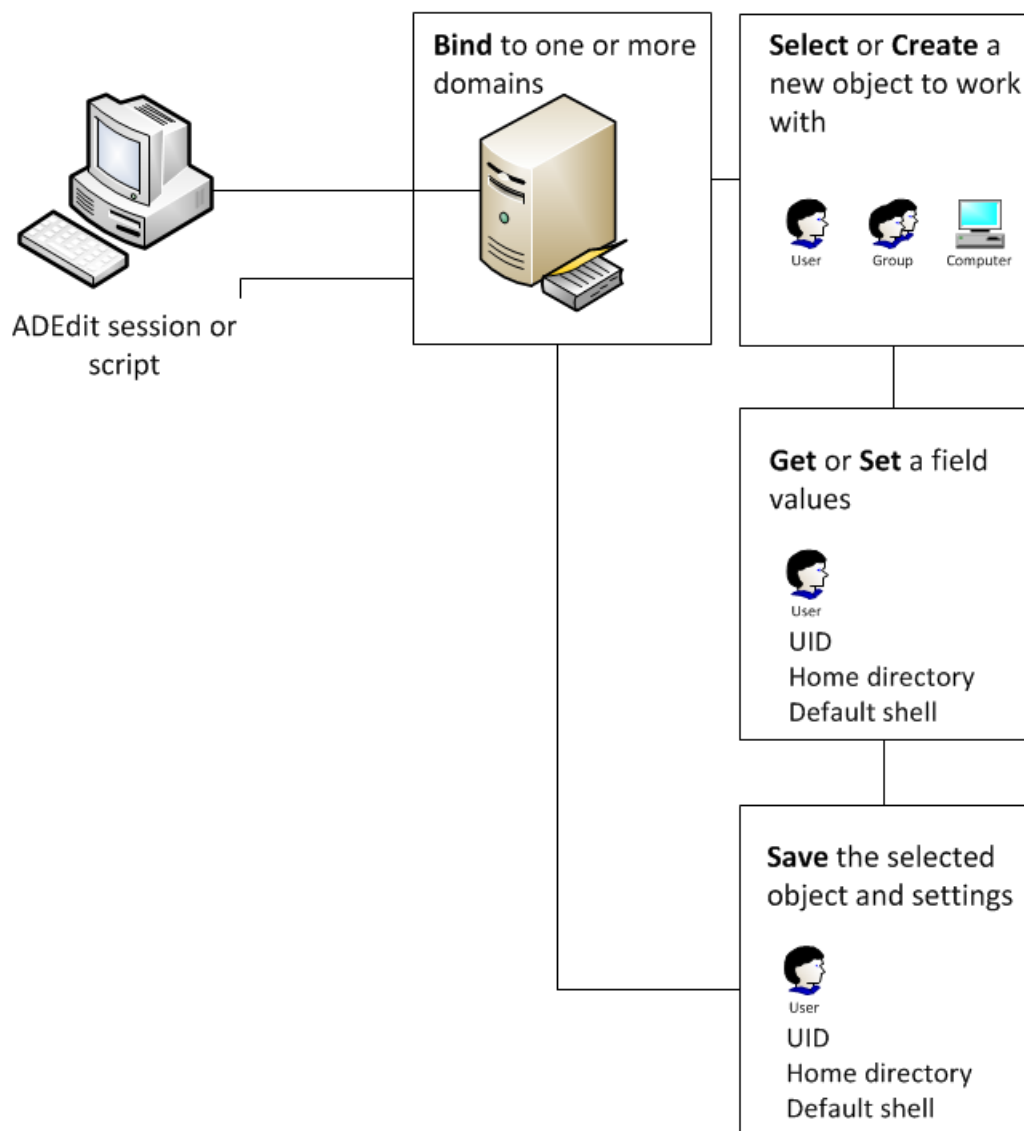 Bind to one or more
domains
Select or Create a
new object to work
with
User
Group
Computer
ADEdit session or
script
Get or Set a field
values
User
UID
Home directory
Default shell
Save the selected
object and settings
User
UID
Home directory
Default shell